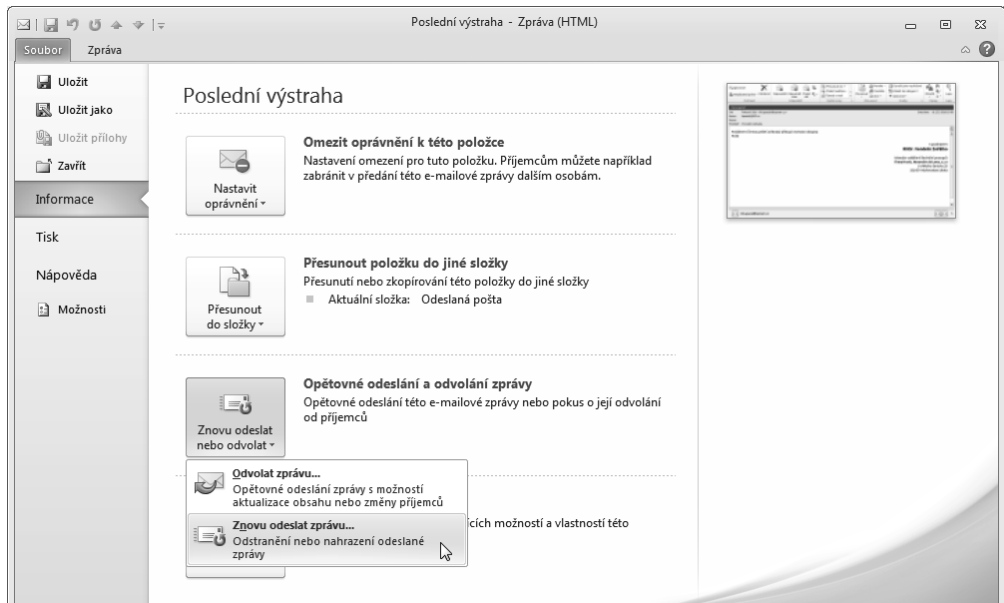 Poslední výstraha - Zpráva (HTML)
Soubor
Zpráva
Uložit
Uložit jako
Uložit přílohy
Zavřít
Informace
Tisk
Nápověda
Možnosti
Poslední výstraha
Nastavit
oprávnění
Omezit oprávnění k této položce
Nastavení omezení pro tuto položku. Příjemcům můžete například
zabránit v předání této e-mailové zprávy dalším osobám.
Přesunout
do složky
Přesunout položku do jiné složky
Přesunutí nebo zkopírování této položky do jiné složky
Aktuální složka: Odeslaná pošta
Znovu odeslat
nebo odvolat
Opětovné odeslání a odvolání zprávy
Opětovné odeslání této e-mailové zprávy nebo pokus o její odvolání
od příjemců
Odvolat zprávu...
Opětovné odeslání zprávy s možností
aktualizace obsahu nebo změny příjemců
Znovu odeslat zprávu...
Odstranění nebo nahrazení odeslané
zprávy
ících možností a vlastností této